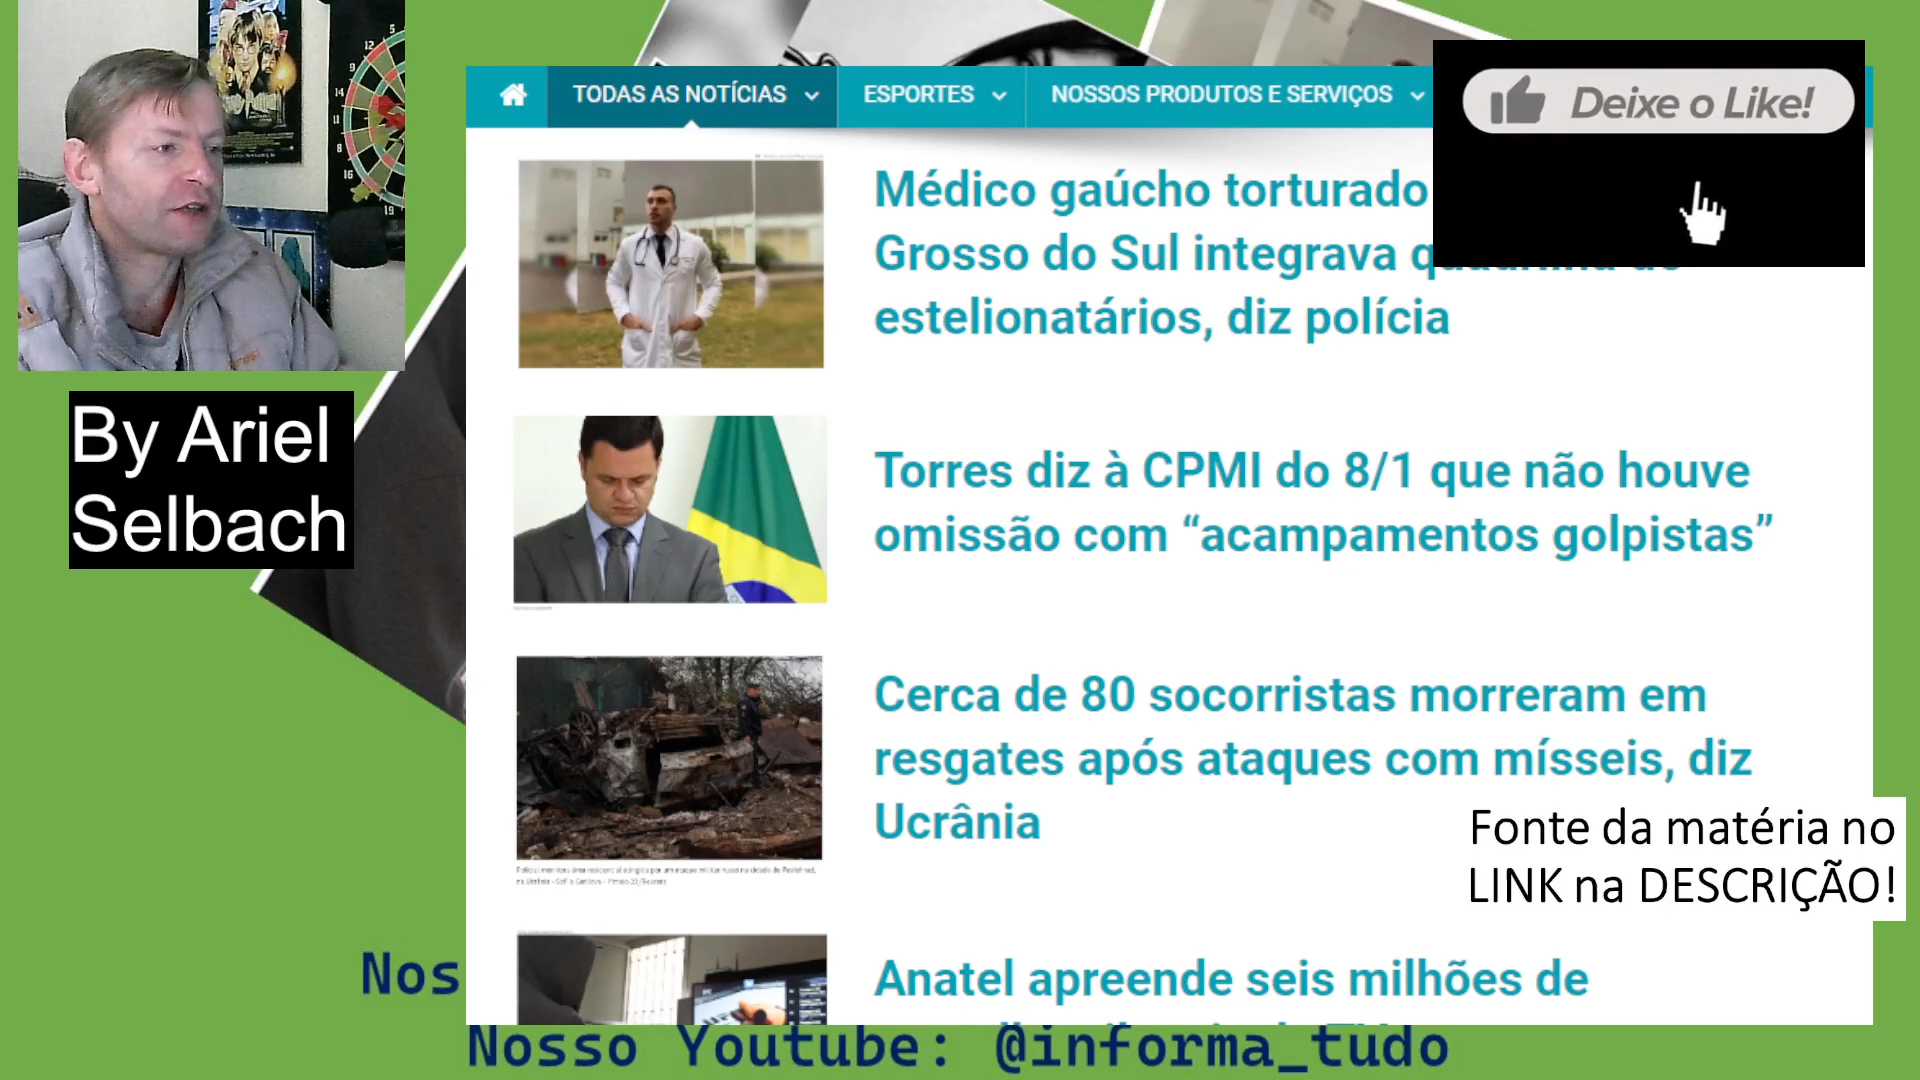 TODAS AS NOTÍCIAS
ESPORTES
NOSSOS PRODUTOS E SERVIÇOS
Deixe o Like!
Médico gaúcho torturado
Grosso do Sul integrava
estelionatários, diz polícia
By Ariel
Selbach
Torres diz à CPMI do 8/1 que não houve
omissão com “acampamentos golpistas”
Cerca de 80 socorristas morreram em
resgates após ataques com mísseis, diz
Ucrânia
Fonte da matéria no
LINK na DESCRIÇÃO!
Anatel apreende seis milhões de
Nos
Nosso Youtube: @informa_tudo